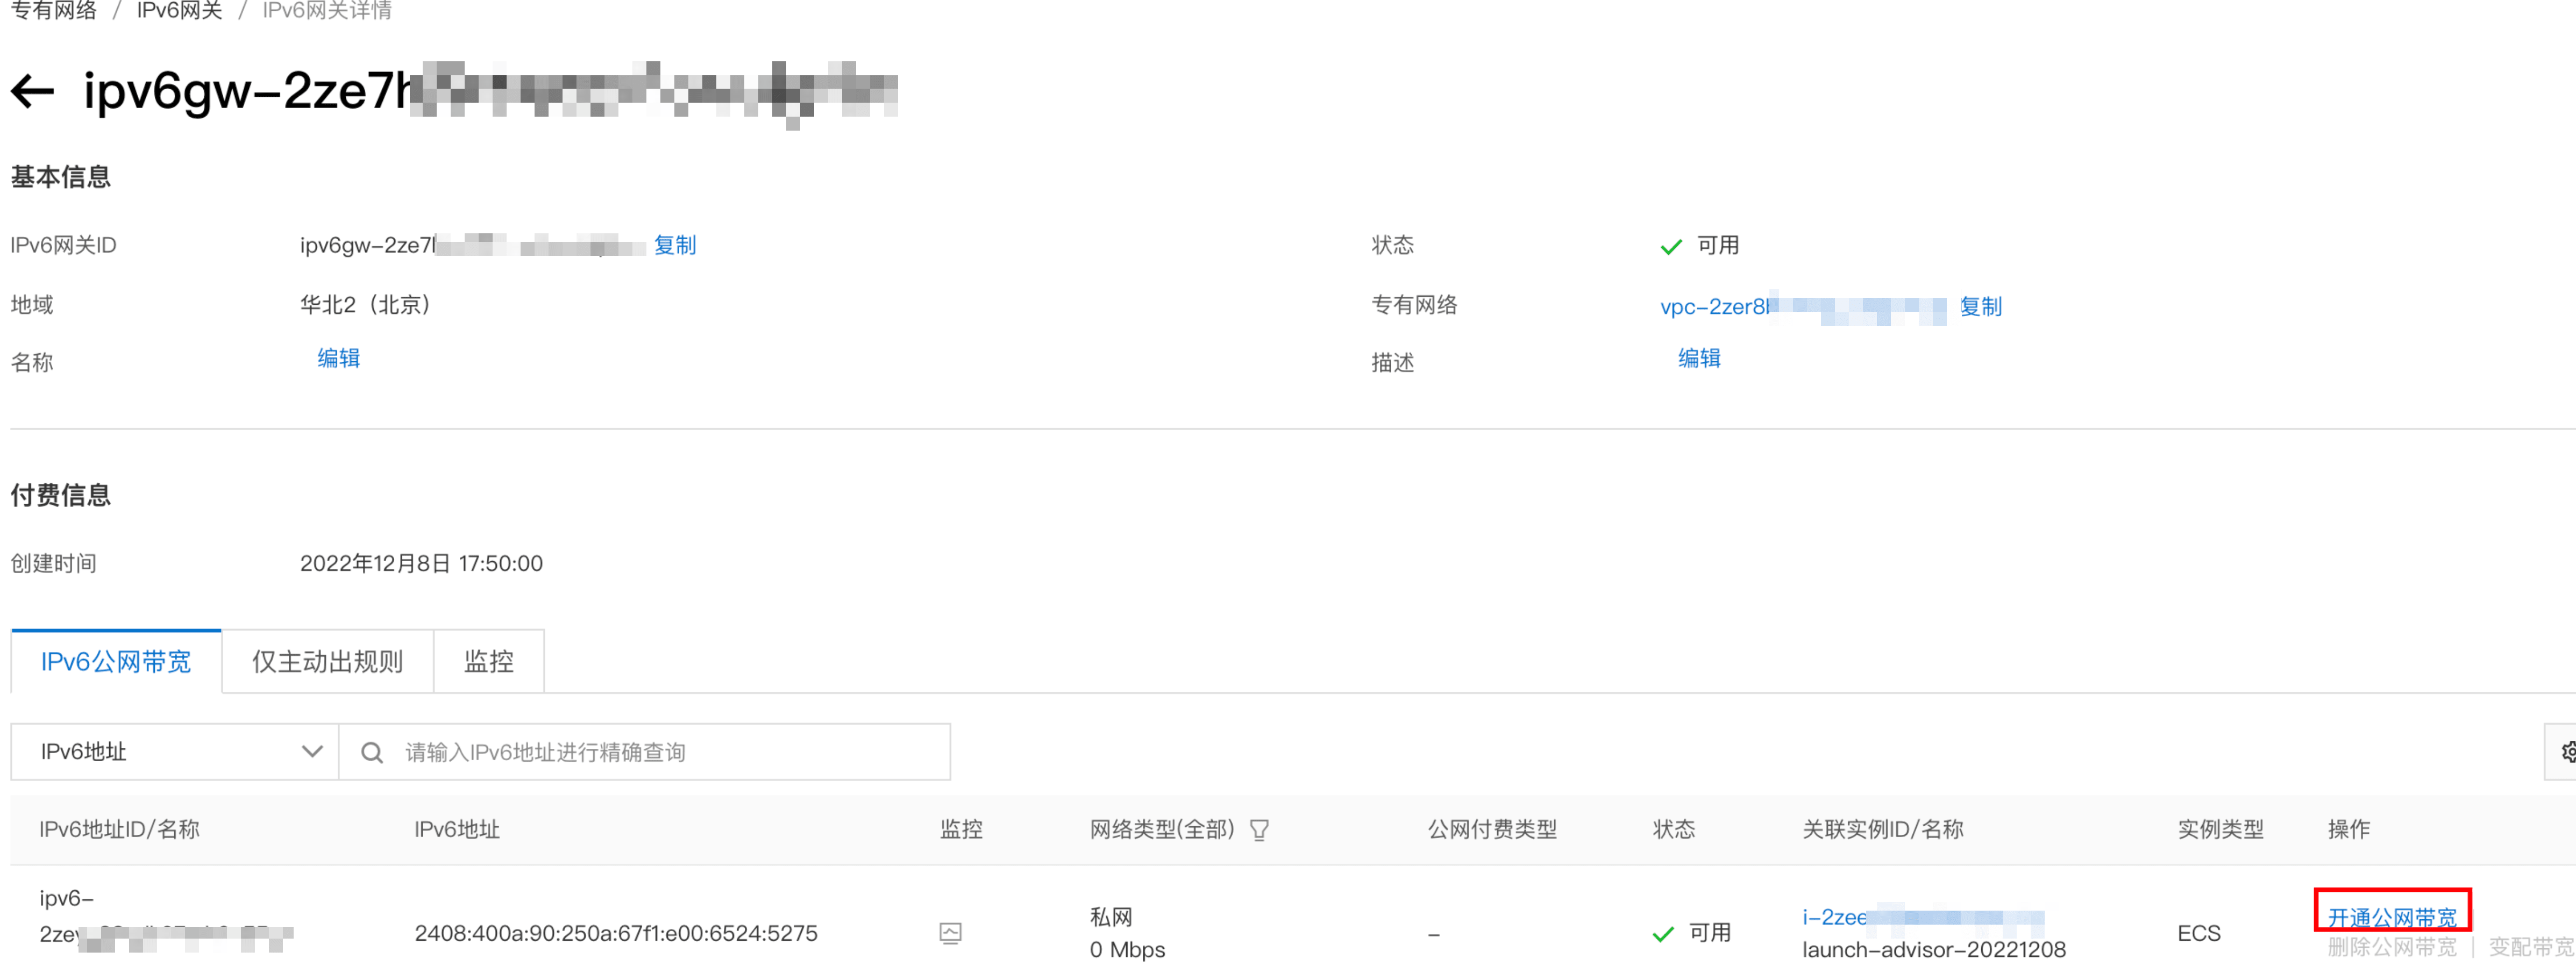 专有网络 / IPv6网关 / IPv6网关详情
← ipv6gw-2ze7h
基本信息
IPv6网关ID ipv6gw-2ze7 复制 状态 可用
地域 华北2（北京） 专有网络 vpc-2zer8 复制
名称 编辑 描述 编辑
付费信息
创建时间 2022年12月8日 17:50:00
IPv6公网带宽 仅主动出规则 监控
IPv6地址 请输入IPv6地址进行精确查询
IPv6地址ID/名称 IPv6地址 监控 网络类型(全部) 公网付费类型 状态 关联实例ID/名称 实例类型 操作
ipv6-
2zey 2408:400a:90:250a:67f1:e00:6524:5275 私网 – 可用 i-2zee ECS 开通公网带宽
0 Mbps launch-advisor-20221208 删除公网带宽 | 变配带宽